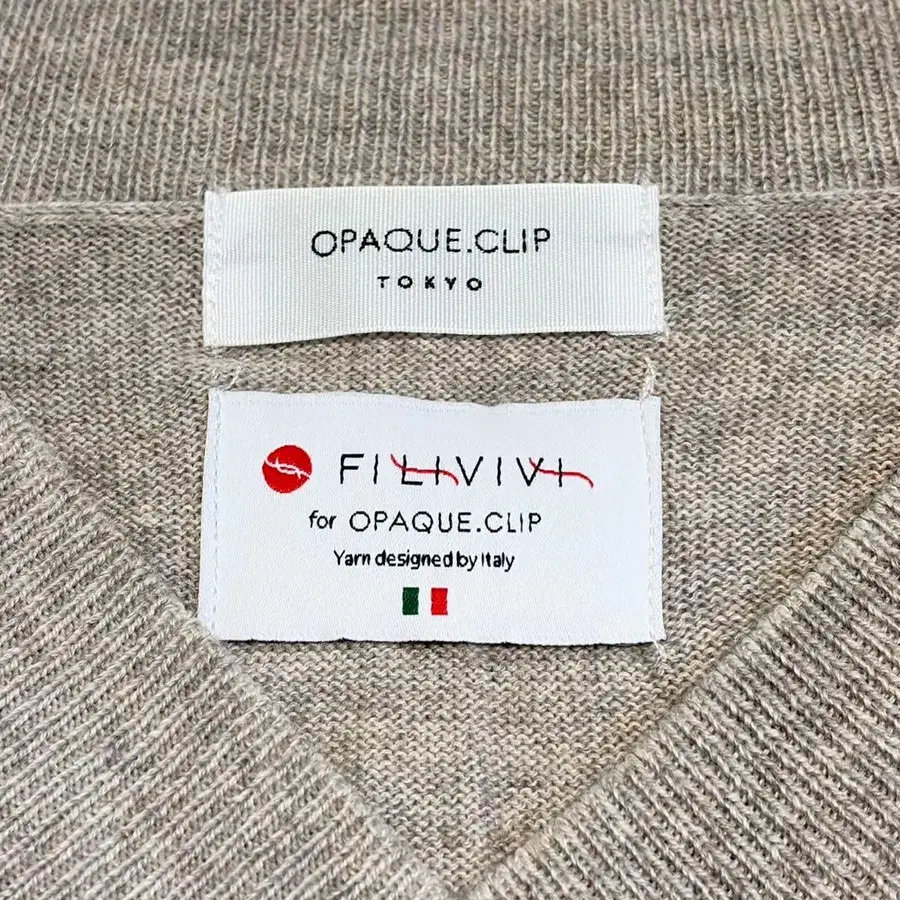 OPAQUE.CLIP
TOKYO
FILIVIVI
for OPAQUE.CLIP
Yarn designed by Italy